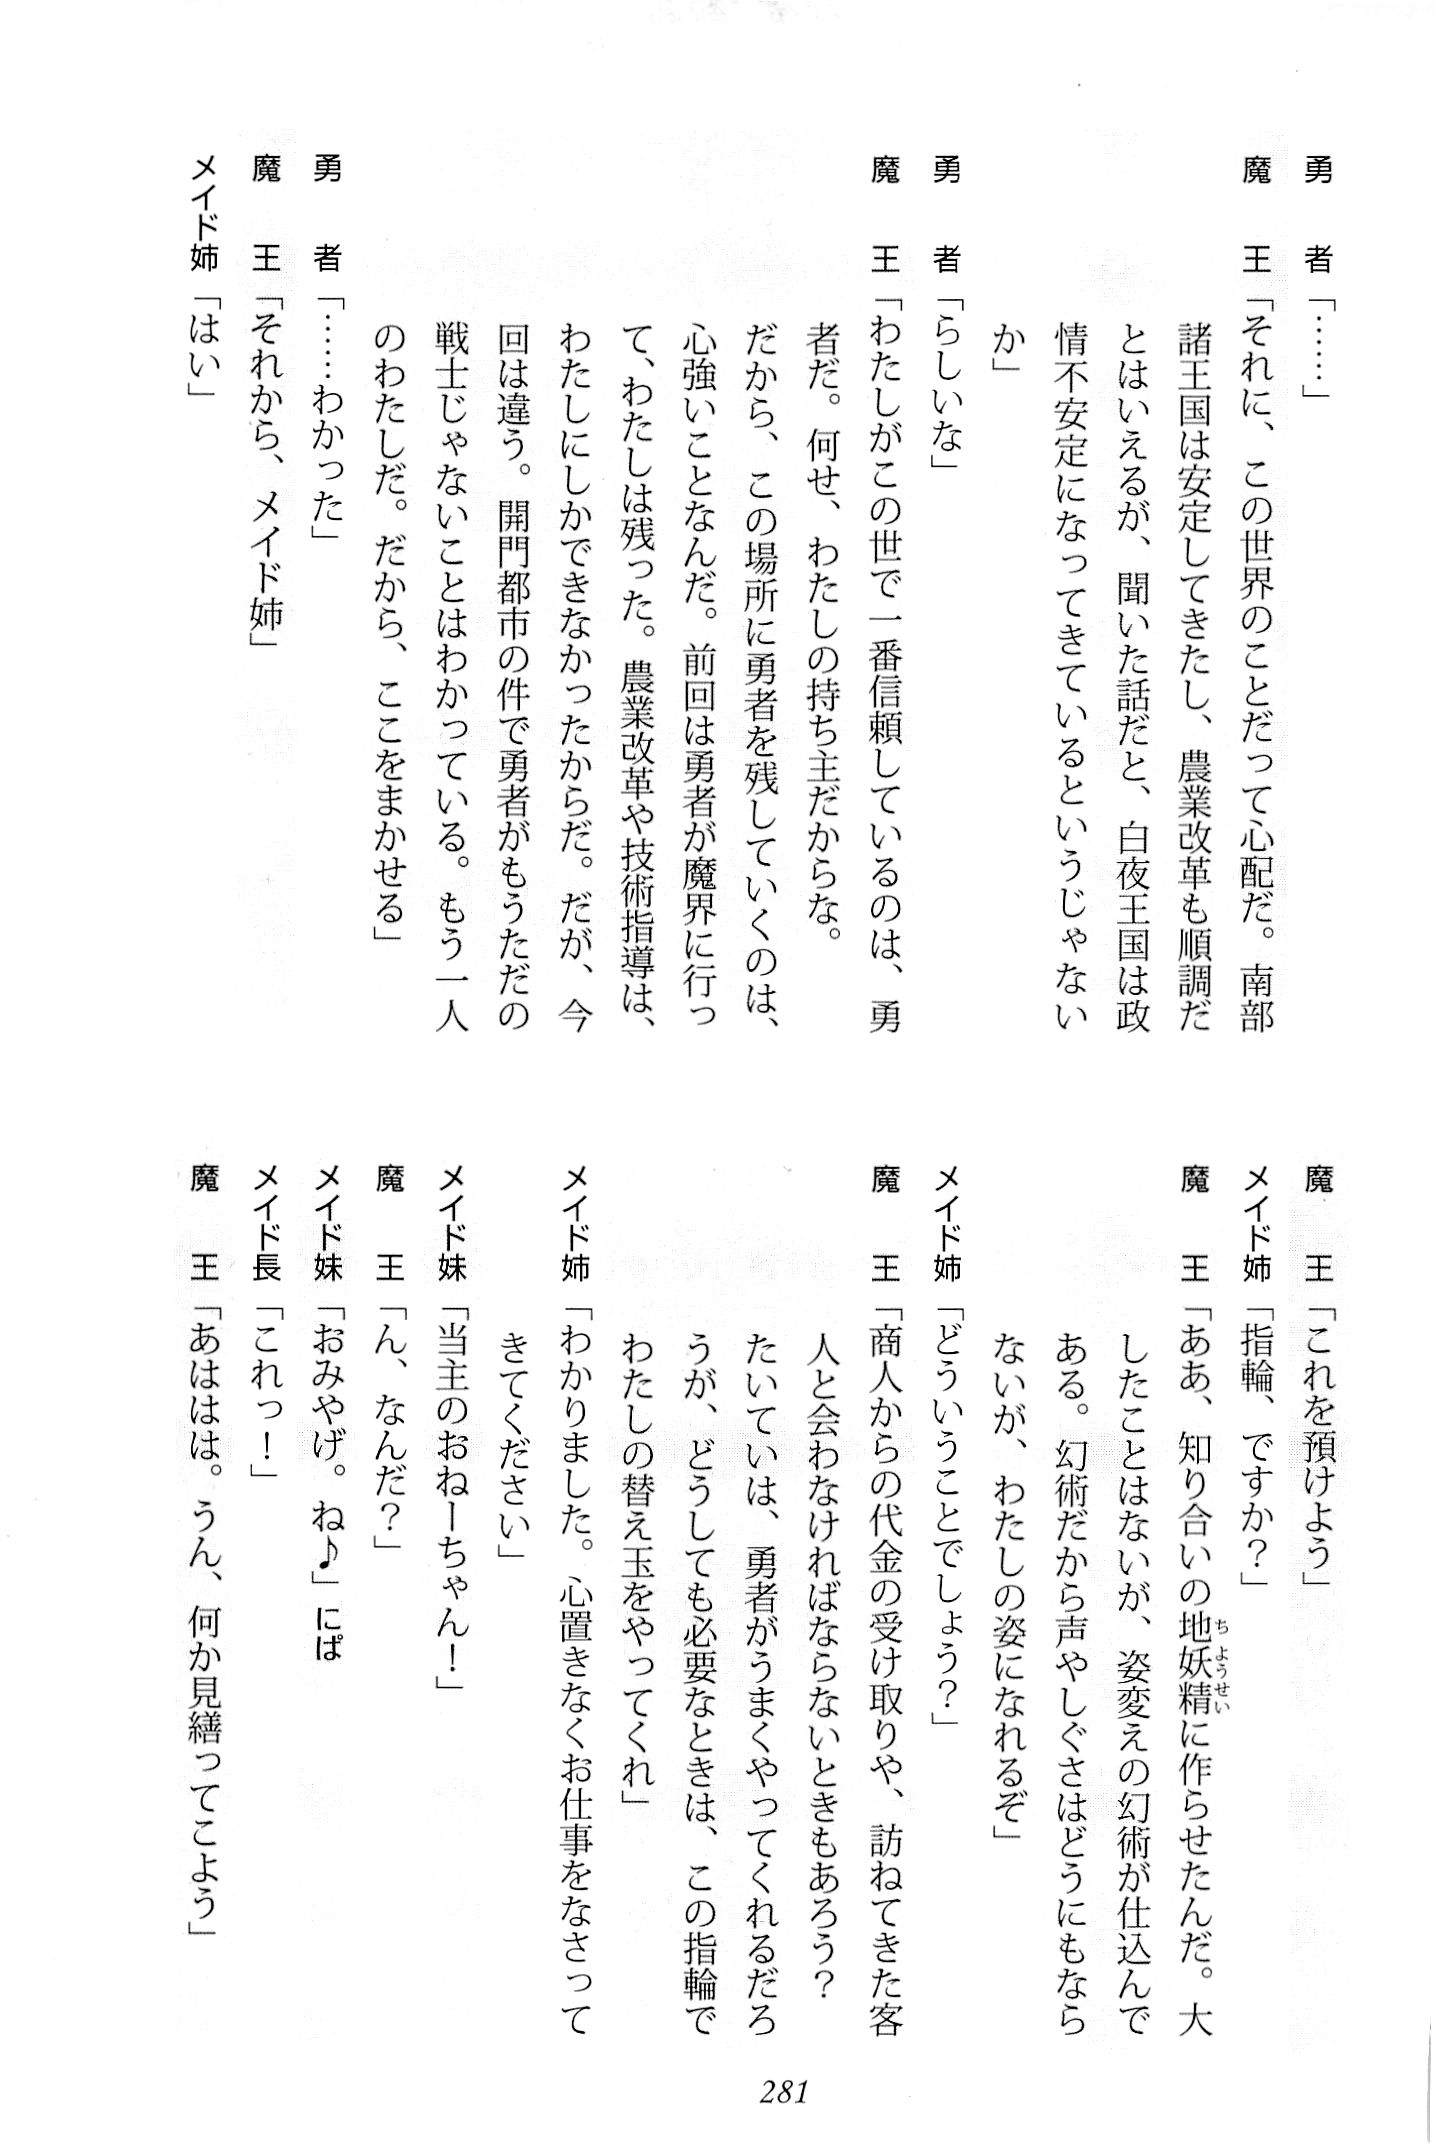 勇　者「……」
魔　王「それに、この世界のことだって心配だ。南部
諸王国は安定してきたし、農業改革も順調だ
とはいえるが、聞いた話だと、白夜王国は政
情不安定になってきているというじゃない
か」
勇　者「らしいな」
魔　王「わたしがこの世で一番信頼しているのは、勇
者だ。何せ、わたしの持ち主だからな。
だから、この場所に勇者を残していくのは、
心強いことなんだ。前回は勇者が魔界に行っ
て、わたしは残った。農業改革や技術指導は、
わたしにしかできなかったからだ。だが、今
回は違う。開門都市の件で勇者がもうただの
戦士じゃないことはわかっている。もう一人
のわたしだ。だから、ここをまかせる」
勇　者「……わかった」
魔　王「それから、メイド姉」
メイド姉「はい」
魔　王「これを預けよう」
メイド姉「指輪、ですか？」
魔　王「ああ、知り合いの地妖精に作らせたんだ。大
したことはないが、姿変えの幻術が仕込んで
ある。幻術だから声やしぐさはどうにもなら
ないが、わたしの姿になれるぞ」
メイド姉「どういうことでしょう？」
魔　王「商人からの代金の受け取りや、訪ねてきた客
人と会わなければならないときもあろう？
たいていは、勇者がうまくやってくれるだろ
うが、どうしても必要なときは、この指輪で
わたしの替え玉をやってくれ」
メイド姉「わかりました。心置きなくお仕事をなさって
きてください」
メイド妹「当主のおねーちゃん！」
魔　王「ん、なんだ？」
メイド妹「おみやげ。ね♪」にぱ
メイド長「これっ！」
魔　王「あははは。うん、何か見繕ってこよう」
281